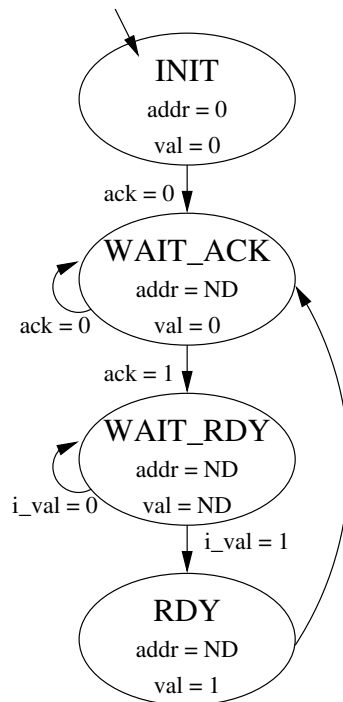 INIT
addr = 0
val = 0
ack = 0
WAIT_ACK
addr = ND
val = 0
ack = 0
ack = 1
WAIT_RDY
addr = ND
val = ND
i_val = 0
i_val = 1
RDY
addr = ND
val = 1